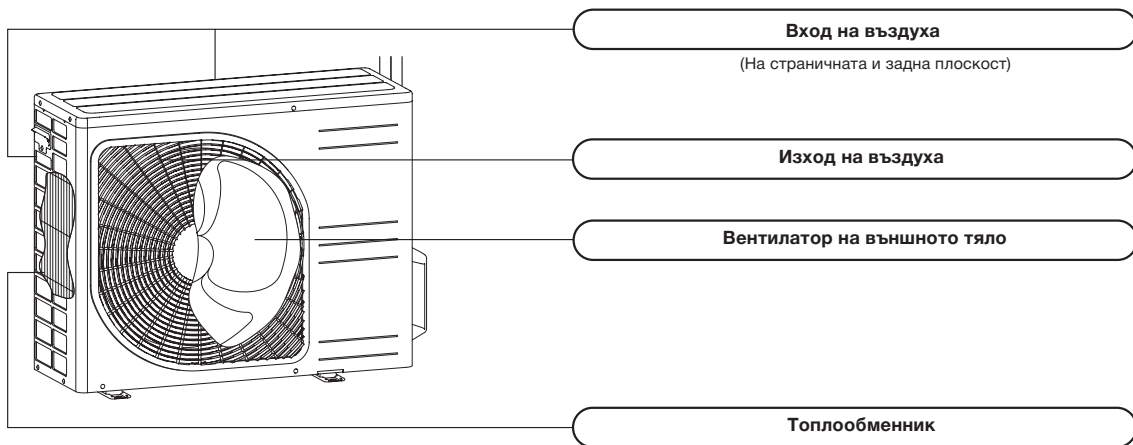 Вход на въздуха
(На страничната и задна плоскост)
Изход на въздуха
Вентилатор на външното тяло
Топлообменник